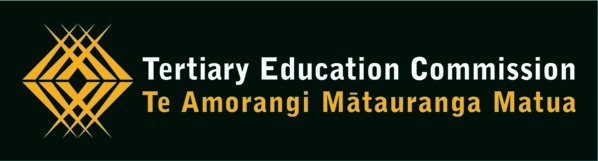 Tertiary Education Commission
Te Amorangi Mātauranga Matua